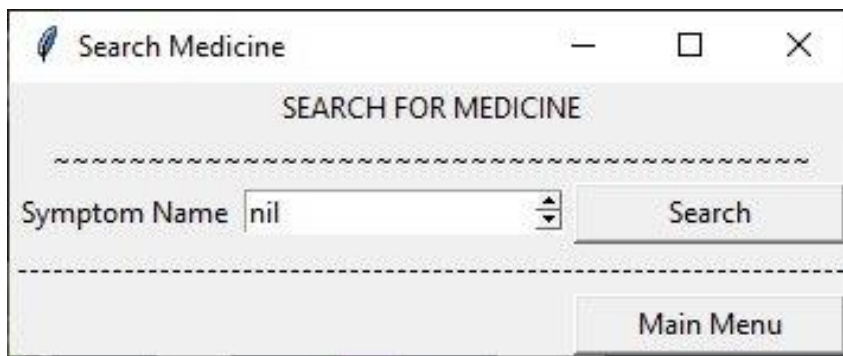 Search Medicine
SEARCH FOR MEDICINE
~~~~~~~~~~~~~~~~~~~~~~~~~~~~~~~~~~~~~~~~
Symptom Name nil Search
--------------------------------------------------------------------------------
Main Menu